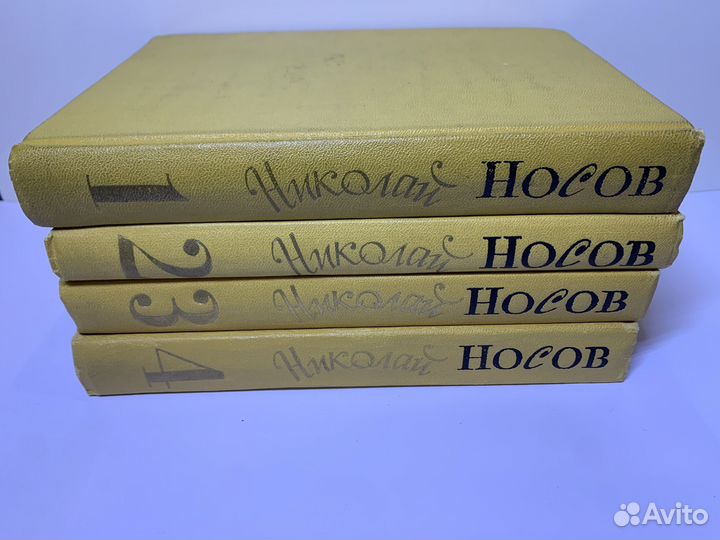 1 Николай Носов
2 Николай Носов
3 Николай Носов
4 Николай Носов
Avito